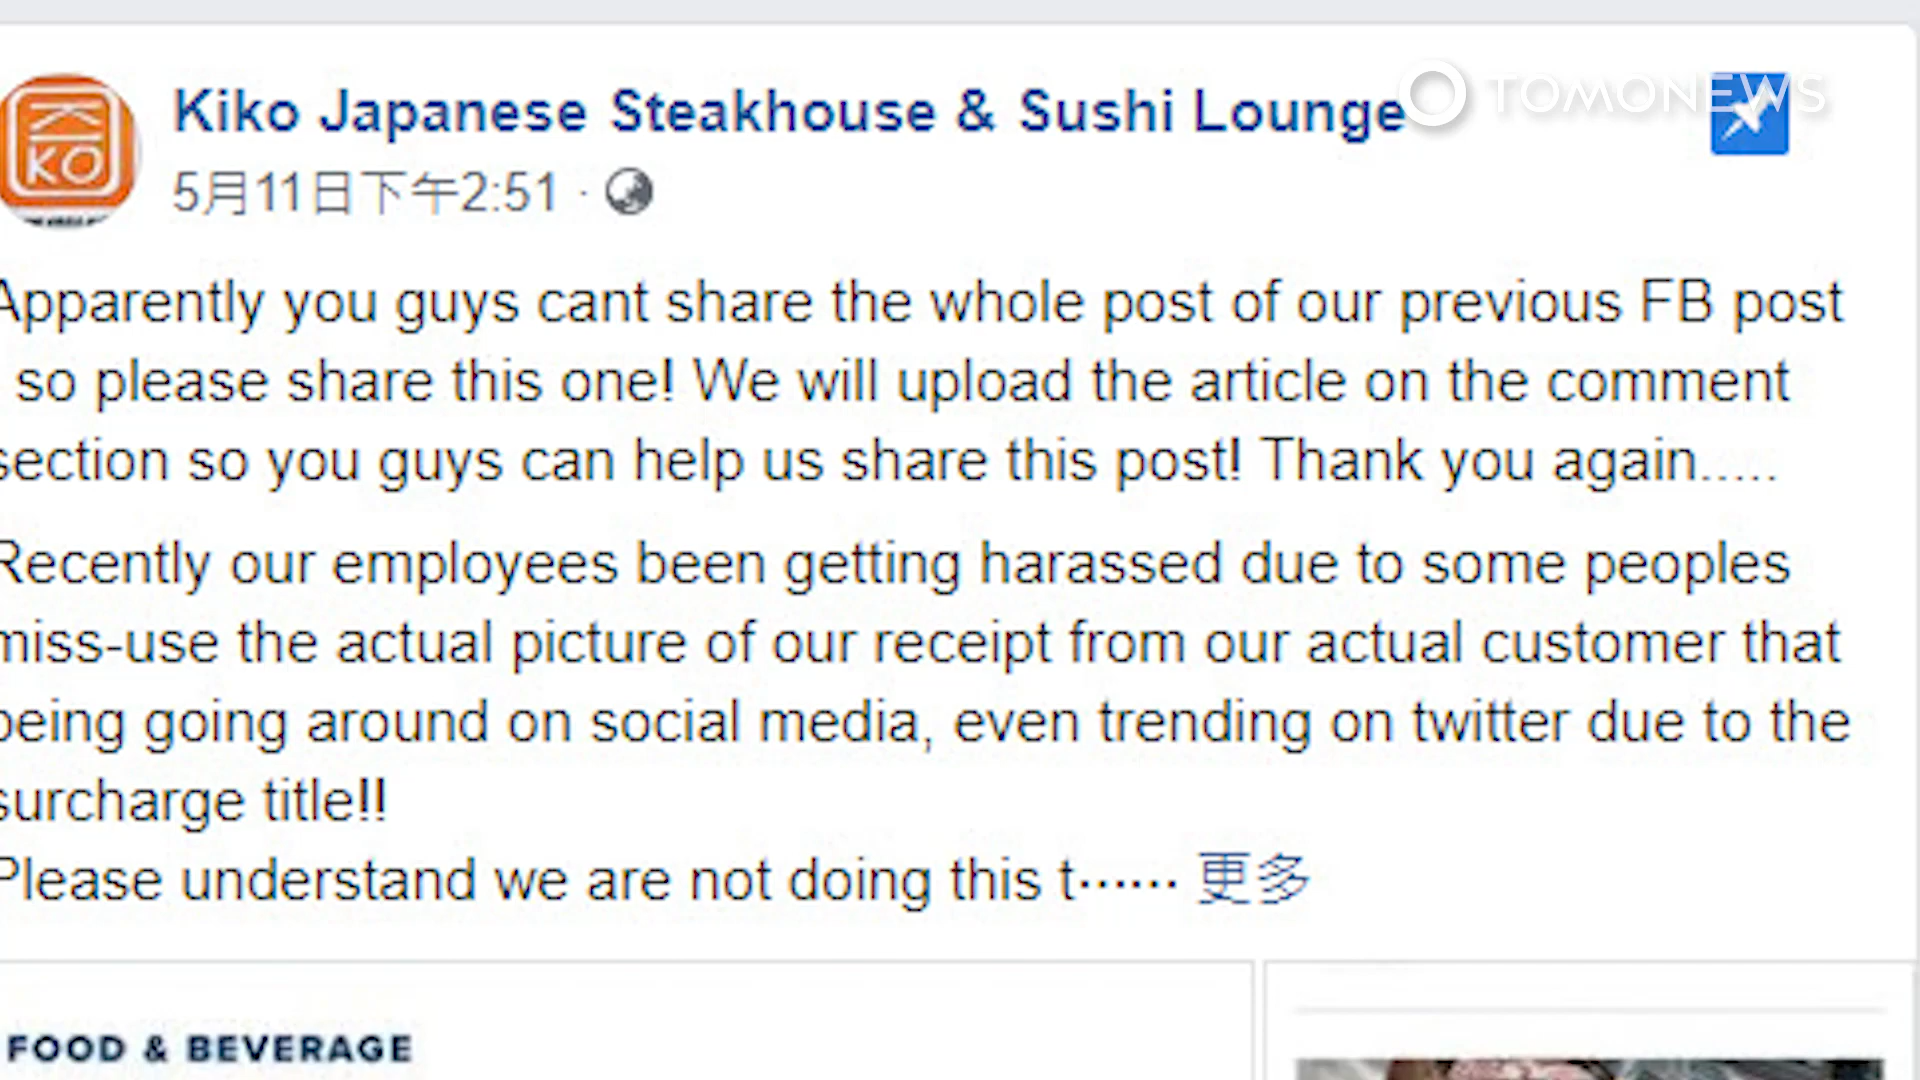 Kiko Japanese Steakhouse & Sushi Lounge
TOMONEWS
KIKO
5月11日下午2:51 ·
Apparently you guys cant share the whole post of our previous FB post
so please share this one! We will upload the article on the comment
section so you guys can help us share this post! Thank you again.....
Recently our employees been getting harassed due to some peoples
miss-use the actual picture of our receipt from our actual customer that
being going around on social media, even trending on twitter due to the
surcharge title!!
Please understand we are not doing this t…… 更多
FOOD & BEVERAGE